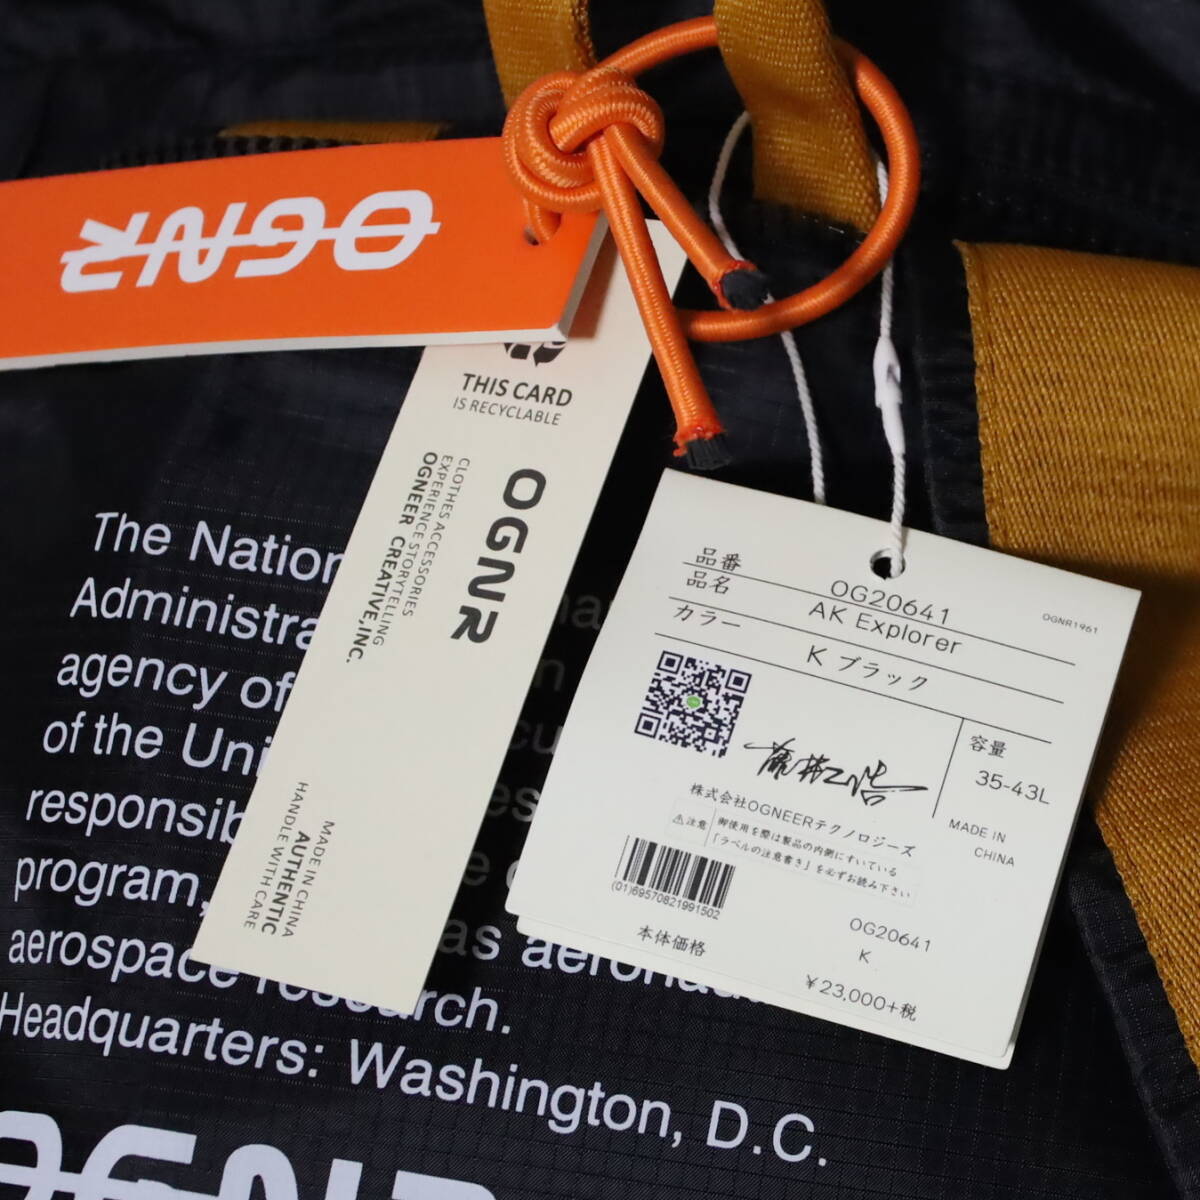 OGNR
THIS CARD
IS RECYCLABLE
OGNR
CLOTHES ACCESSORIES
EXPERIENCE STORYTELLING
OGNEER CREATIVE,INC.
MADE IN CHINA
AUTHENTIC
HANDLE WITH CARE
品番 OG20641
品名 AK Explorer
OGNR1961
カラー K ブラック
容量
35-43L
株式会社OGNEERテクノロジーズ
MADE IN
CHINA
⚠注意 御使用を際は製品の内側にすいている
「ラベルの注意書き」を必ずお読み下さい
(01)69570821991502
OG20641
K
本体価格
¥23,000+税
The Nation
Administra
agency of
of the Uni
responsib
program,
aerospace research.
as aeronau
Headquarters: Washington, D.C.
OGNR